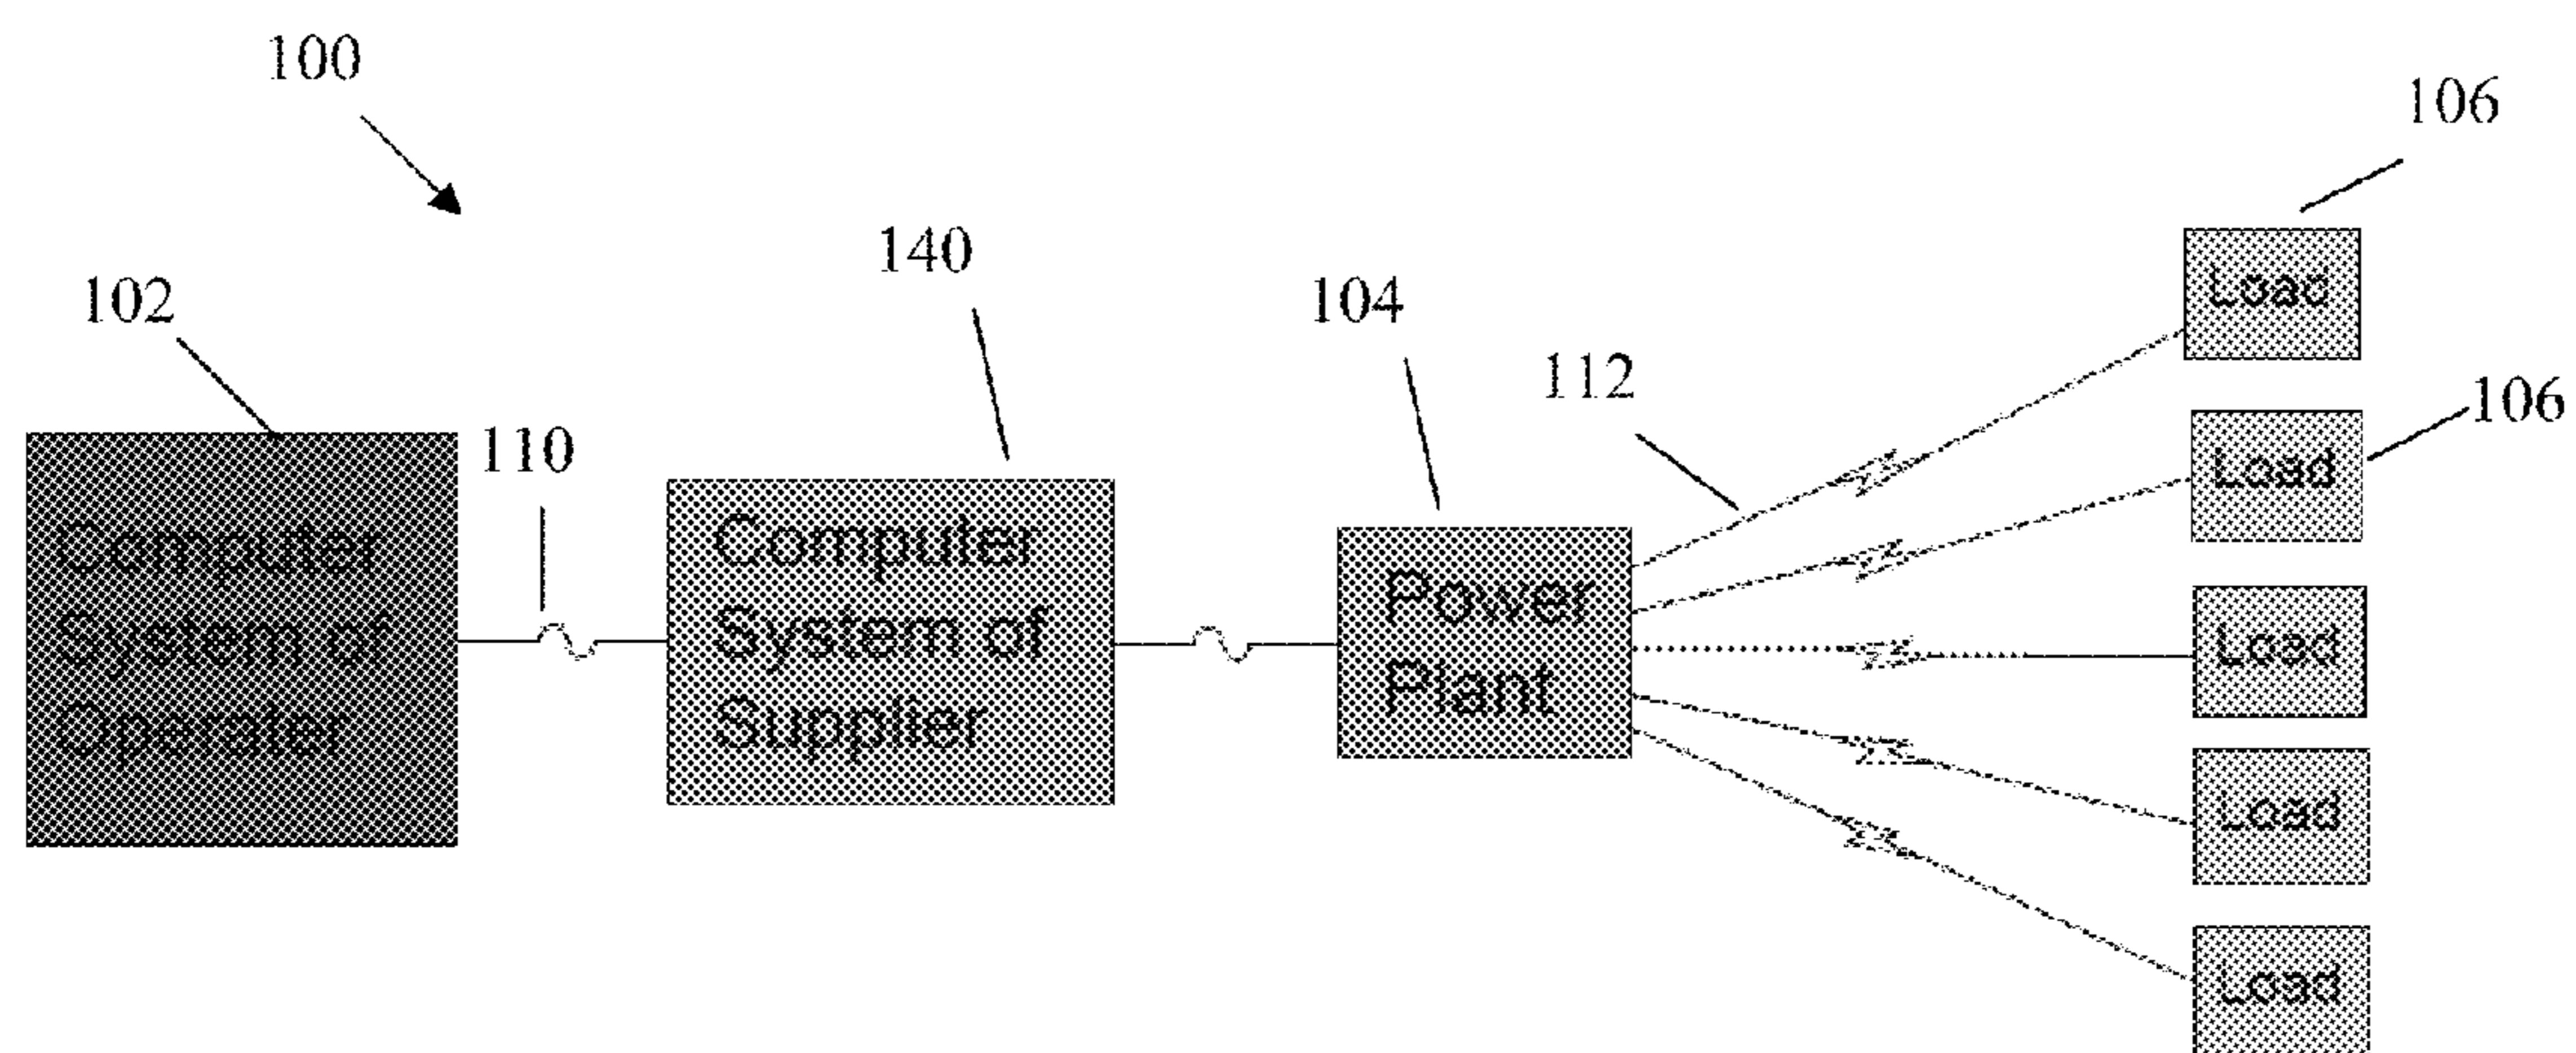 100
106
140
102
104
Load
112
106
110
Load
Computer
System of
Operater
Computer
System of
Supplier
Power
Plant
Load
Load
Load